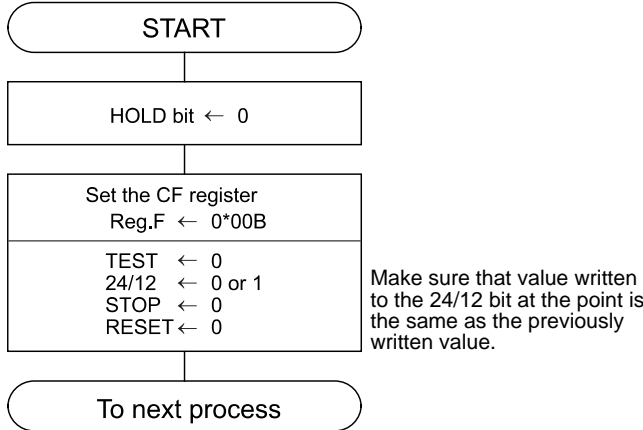 START
HOLD bit ← 0
Set the CF register
Reg.F ← 0*00B
TEST ← 0
24/12 ← 0 or 1
STOP ← 0
RESET ← 0
Make sure that value written
to the 24/12 bit at the point is
the same as the previously
written value.
To next process